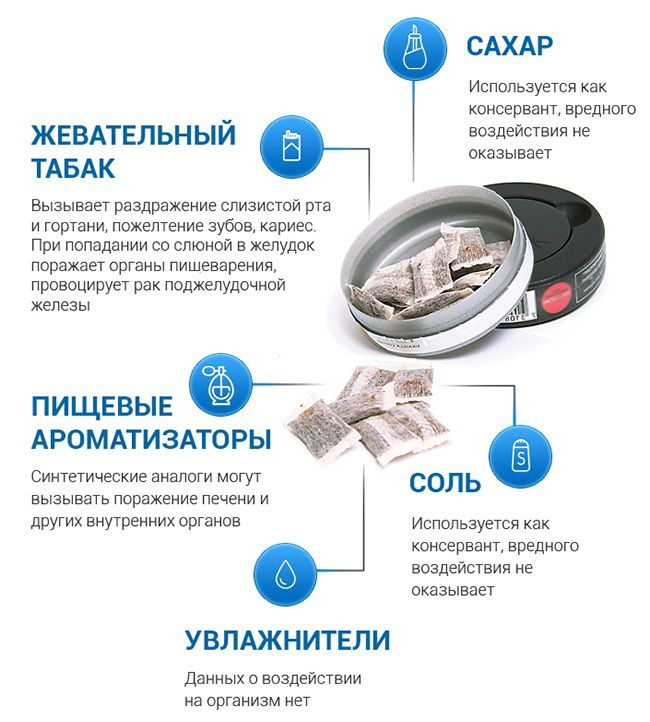 САХАР
Используется как
консервант, вредного
воздействия не
оказывает
ЖЕВАТЕЛЬНЫЙ
ТАБАК
Вызывает раздражение слизистой рта
и гортани, пожелтение зубов, кариес.
При попадании со слюной в желудок
поражает органы пищеварения,
провоцирует рак поджелудочной
железы
ПИЩЕВЫЕ
АРОМАТИЗАТОРЫ
Синтетические аналоги могут
вызывать поражение печени и
других внутренних органов
S
СОЛЬ
Используется как
консервант, вредного
воздействия не
оказывает
УВЛАЖНИТЕЛИ
Данных о воздействии
на организм нет